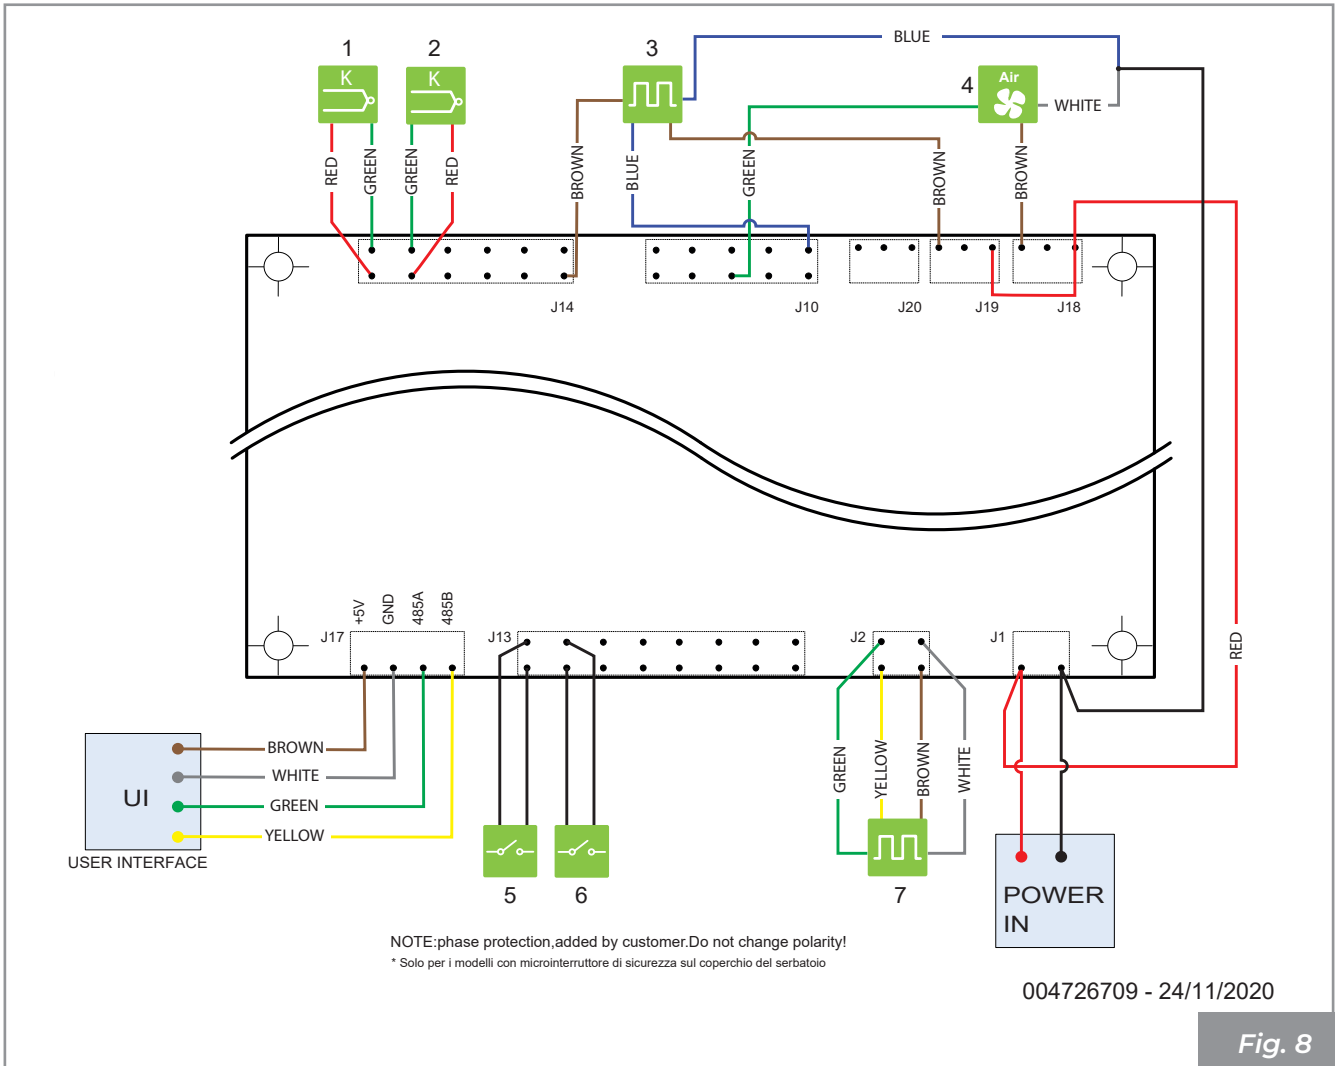 1 2 3 4
K K Air
BLUE
WHITE
RED GREEN GREEN RED BROWN BLUE GREEN BROWN BROWN
J14 J10 J20 J19 J18
RED
+5V GND 485A 485B
J17 J13 J2 J1
GREEN YELLOW BROWN WHITE
UI
BROWN
WHITE
GREEN
YELLOW
USER INTERFACE
5 6 7
POWER
IN
NOTE:phase protection,added by customer.Do not change polarity!
* Solo per i modelli con microinterruttore di sicurezza sul coperchio del serbatoio
004726709 - 24/11/2020
Fig. 8